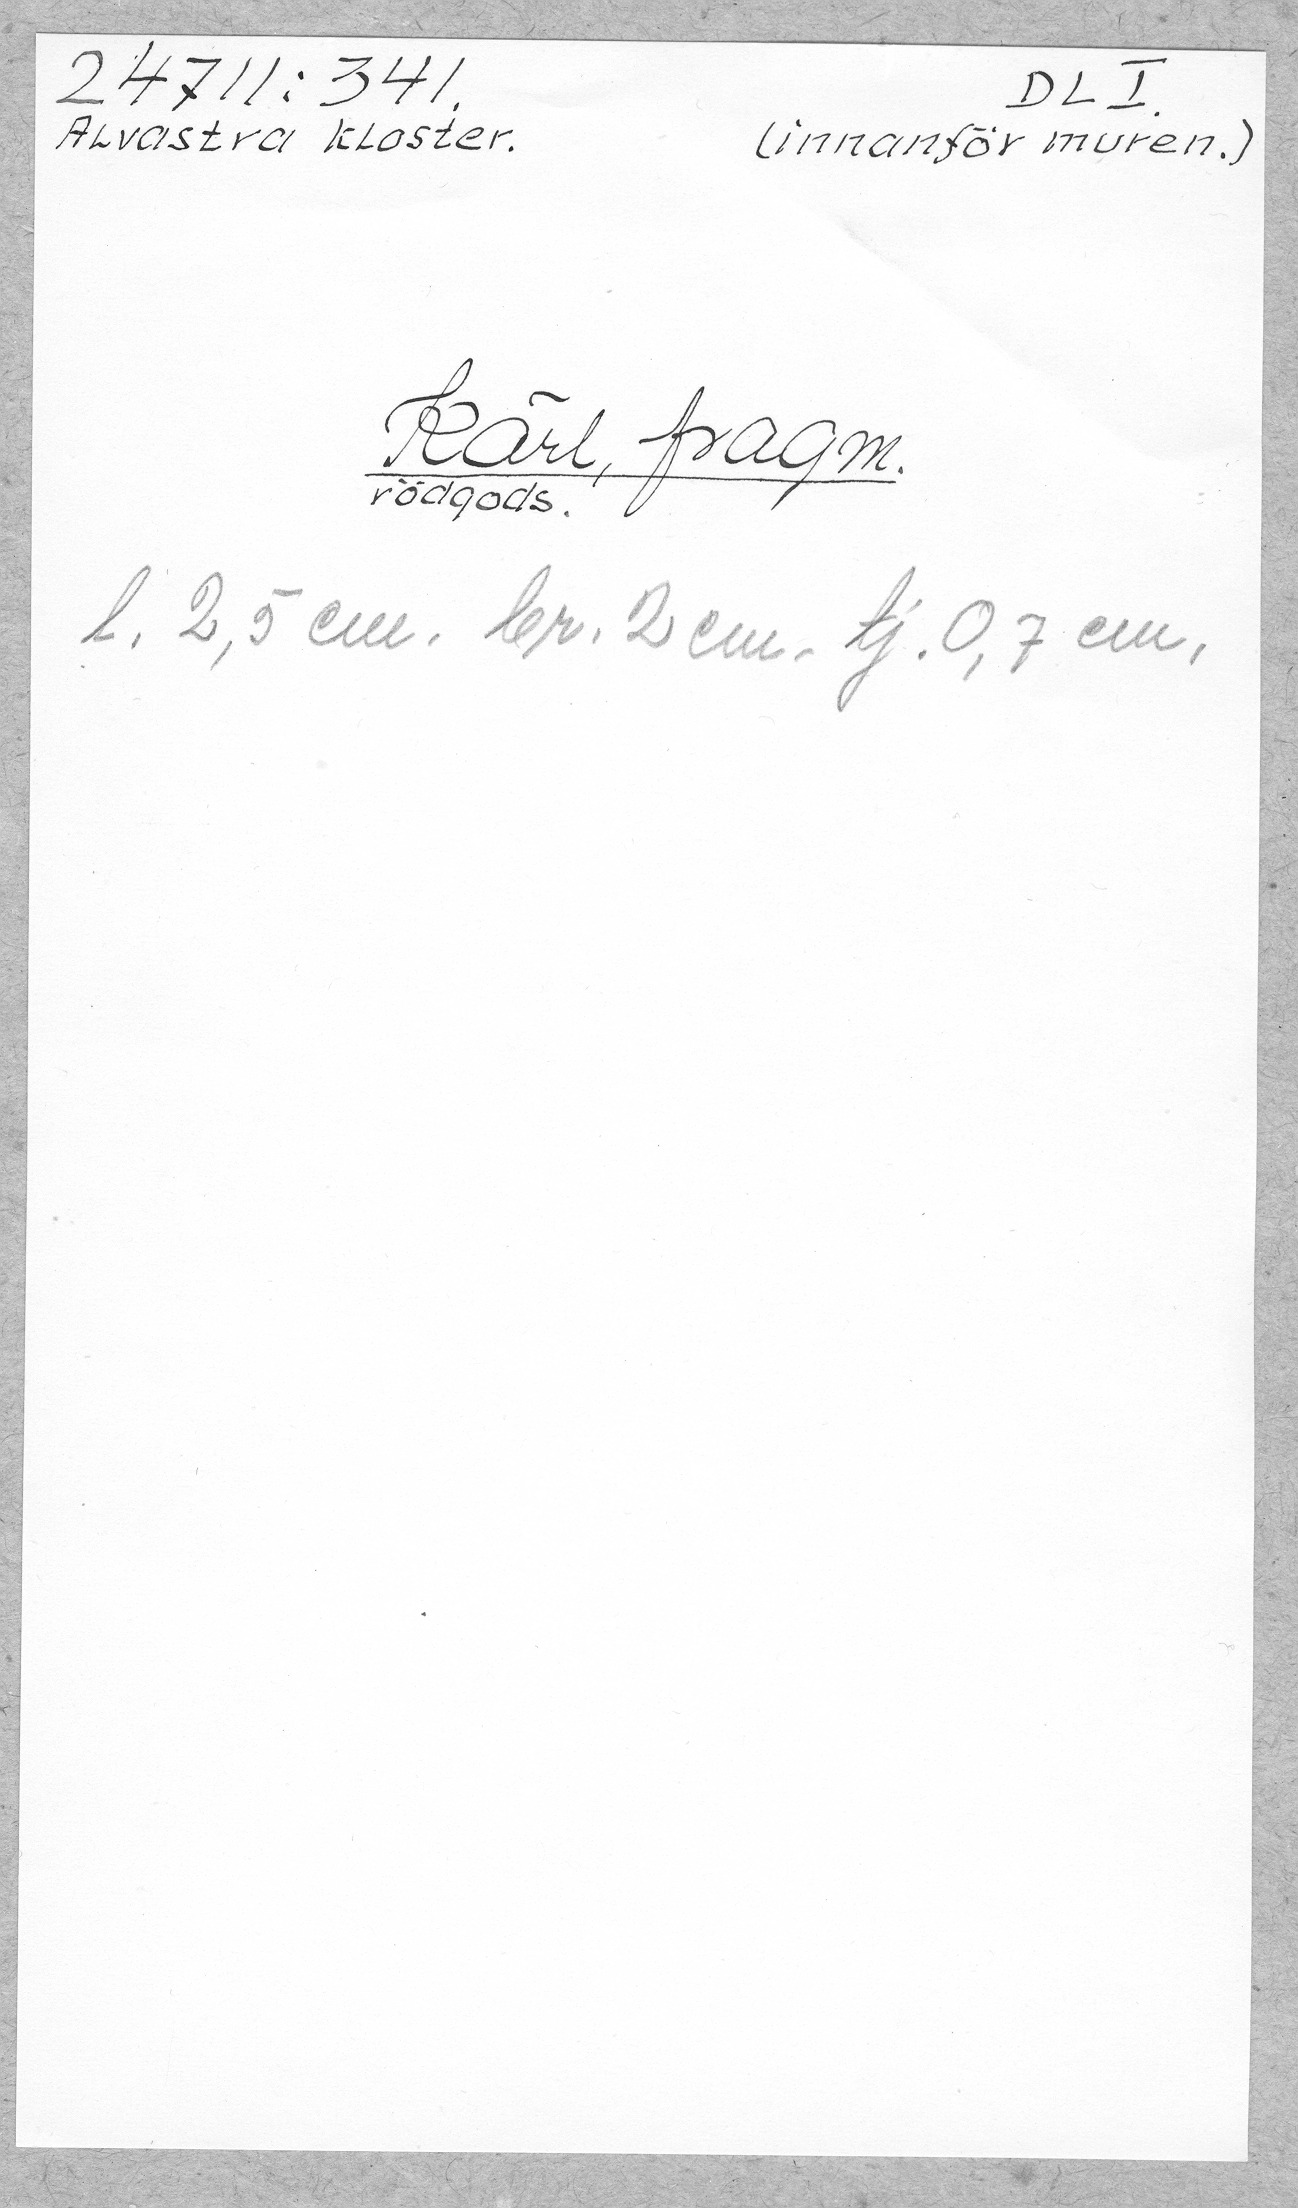 24711:341.
DL I.
Alvastra kloster.
(innanför muren.)
Kärl, fragm.
rödgods.
l. 2,5 cm. br. 2 cm. tj. 0,7 cm.